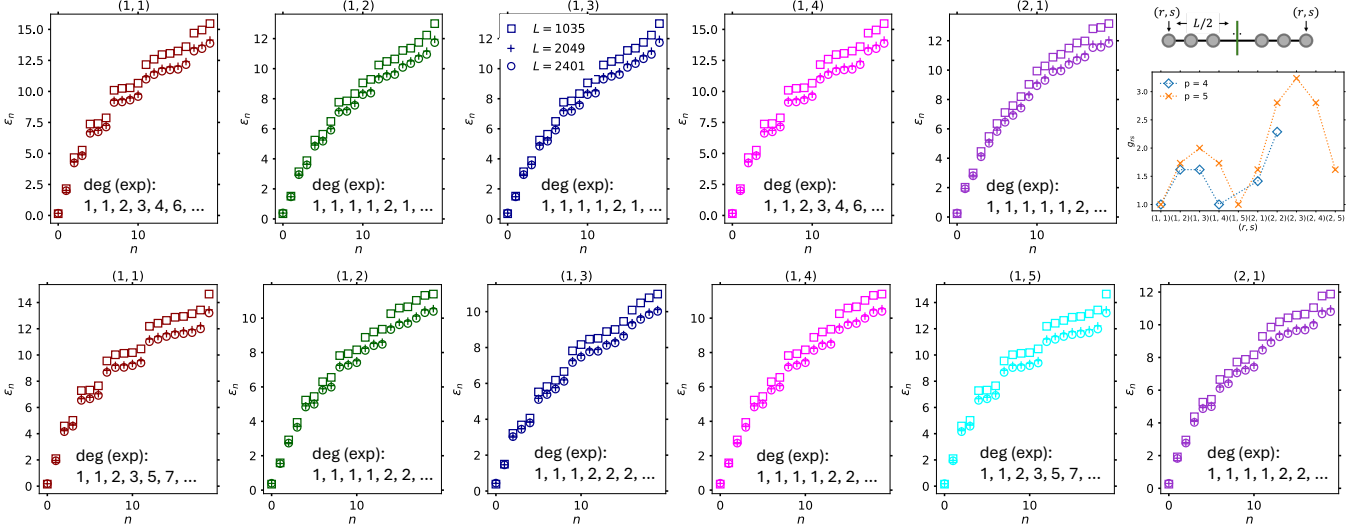 (1, 1)
15.0
12.5
10.0
7.5
5.0
2.5
0.0
εₙ
deg (exp):
1, 1, 2, 3, 4, 6, ...
0
10
n
(1, 2)
12
10
8
6
4
2
0
εₙ
deg (exp):
1, 1, 1, 1, 2, 1, ...
0
10
n
(1, 3)
L = 1035
L = 2049
L = 2401
12
10
8
6
4
2
0
εₙ
deg (exp):
1, 1, 1, 1, 2, 1, ...
0
10
n
(1, 4)
15.0
12.5
10.0
7.5
5.0
2.5
0.0
εₙ
deg (exp):
1, 1, 2, 3, 4, 6, ...
0
10
n
(2, 1)
12
10
8
6
4
2
0
εₙ
deg (exp):
1, 1, 1, 1, 1, 2, ...
0
10
n
(r, s)
L/2
..
(r, s)
p = 4
p = 5
3.0
2.5
2.0
1.5
1.0
g_rs
(1, 1)(1, 2)(1, 3)(1, 4)(1, 5)(2, 1)(2, 2)(2, 3)(2, 4)(2, 5)
(r, s)
(1, 1)
14
12
10
8
6
4
2
0
εₙ
deg (exp):
1, 1, 2, 3, 5, 7, ...
0
10
n
(1, 2)
10
8
6
4
2
0
εₙ
deg (exp):
1, 1, 1, 1, 2, 2, ...
0
10
n
(1, 3)
10
8
6
4
2
0
εₙ
deg (exp):
1, 1, 1, 2, 2, 2, ...
0
10
n
(1, 4)
10
8
6
4
2
0
εₙ
deg (exp):
1, 1, 1, 1, 2, 2, ...
0
10
n
(1, 5)
14
12
10
8
6
4
2
0
εₙ
deg (exp):
1, 1, 2, 3, 5, 7, ...
0
10
n
(2, 1)
12
10
8
6
4
2
0
εₙ
deg (exp):
1, 1, 1, 1, 2, 2, ...
0
10
n